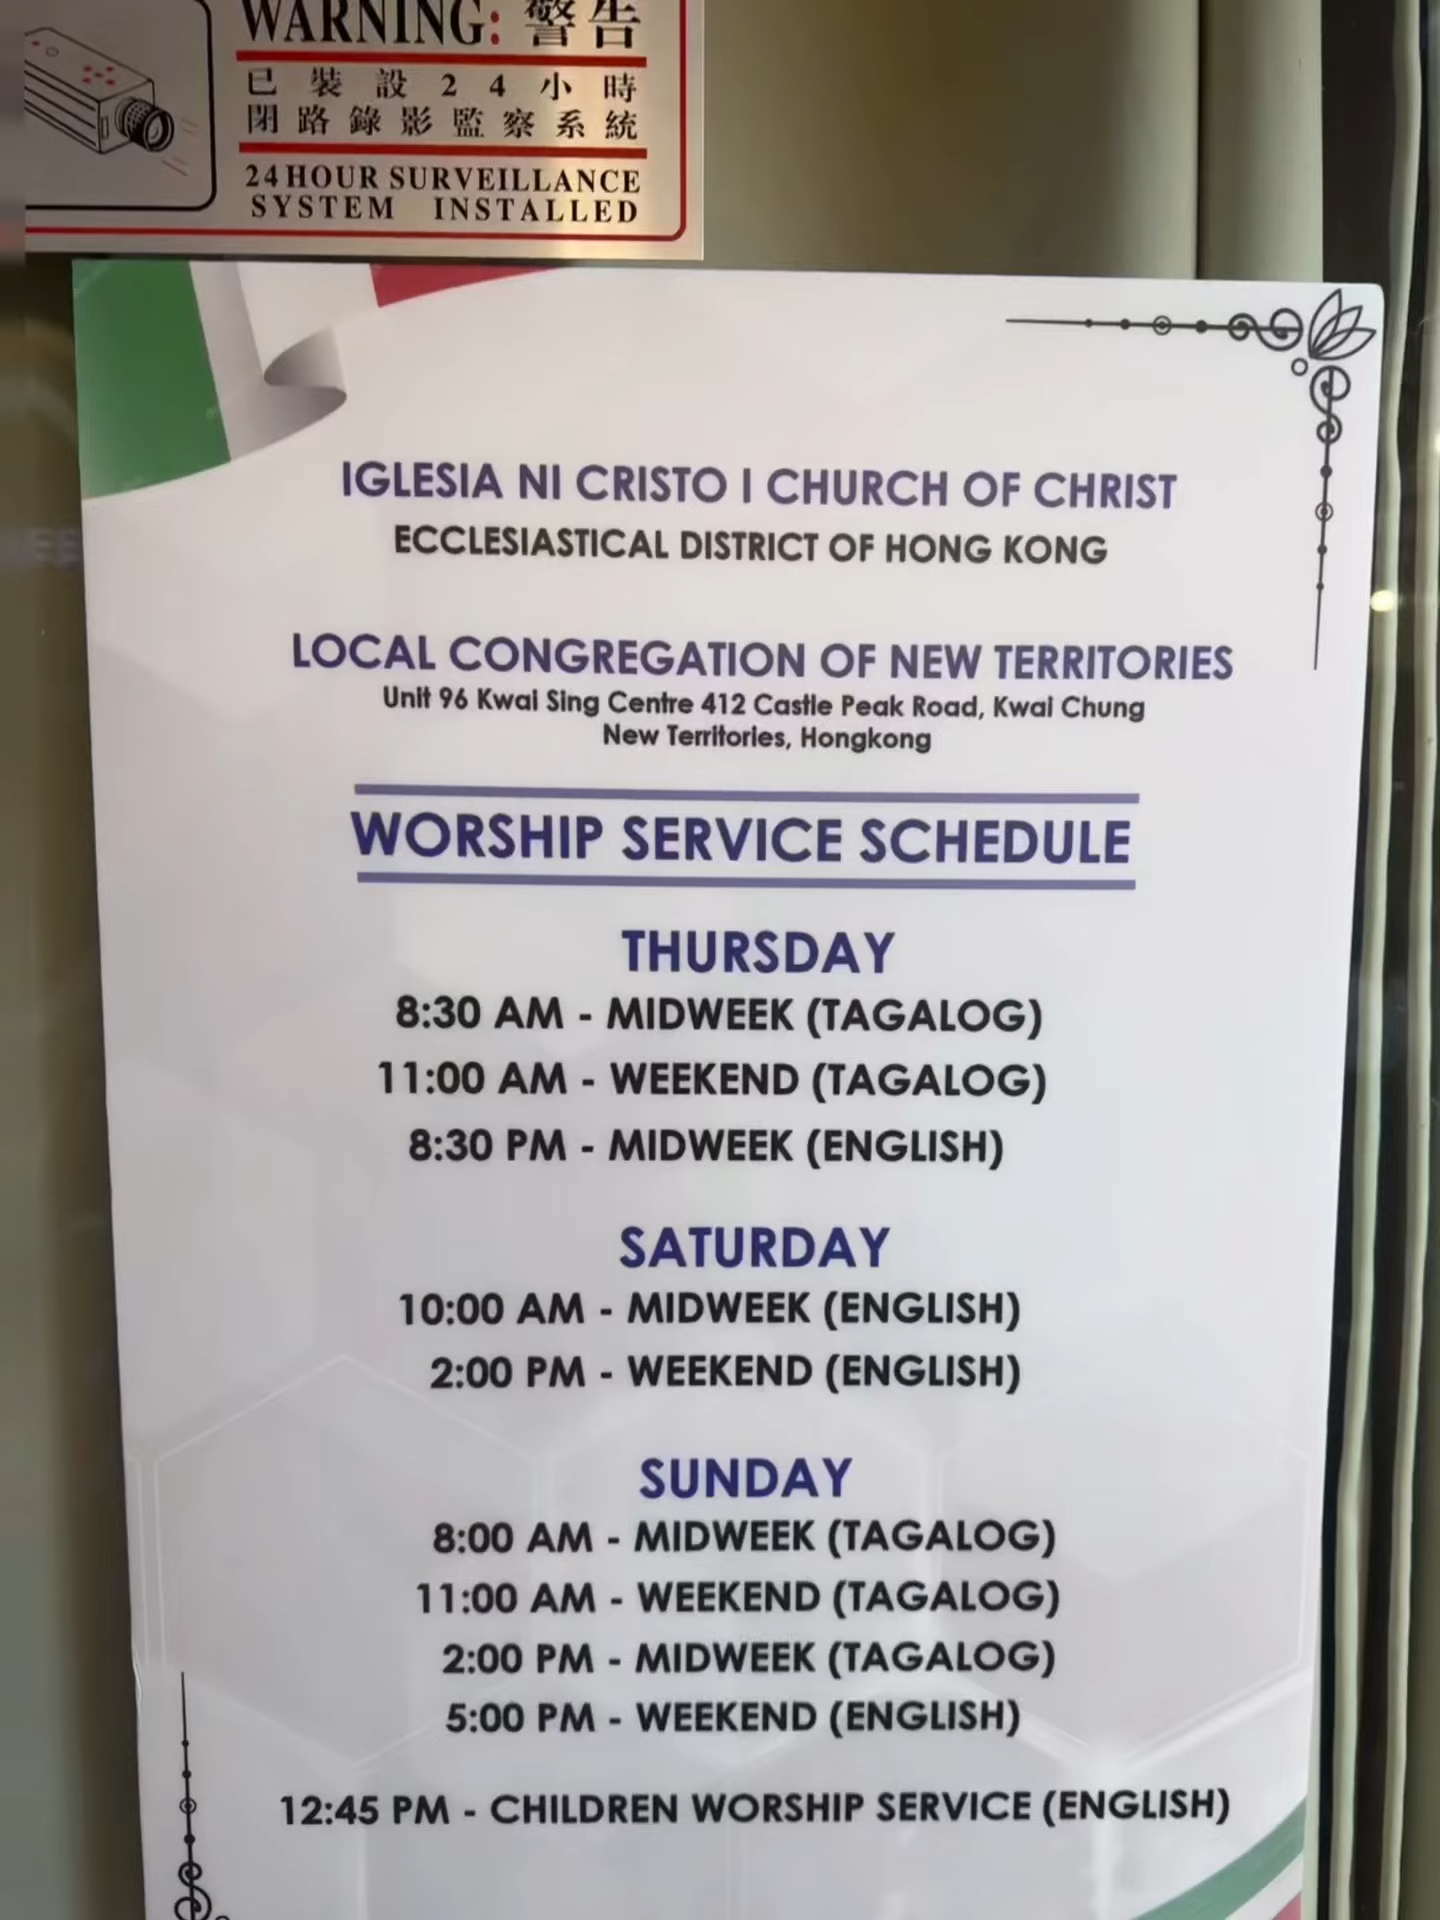 WARNING: 警告
已裝設24小時
閉路錄影監察系統
24 HOUR SURVEILLANCE
SYSTEM INSTALLED
IGLESIA NI CRISTO I CHURCH OF CHRIST
ECCLESIASTICAL DISTRICT OF HONG KONG
LOCAL CONGREGATION OF NEW TERRITORIES
Unit 96 Kwai Sing Centre 412 Castle Peak Road, Kwai Chung
New Territories, Hongkong
WORSHIP SERVICE SCHEDULE
THURSDAY
8:30 AM - MIDWEEK (TAGALOG)
11:00 AM - WEEKEND (TAGALOG)
8:30 PM - MIDWEEK (ENGLISH)
SATURDAY
10:00 AM - MIDWEEK (ENGLISH)
2:00 PM - WEEKEND (ENGLISH)
SUNDAY
8:00 AM - MIDWEEK (TAGALOG)
11:00 AM - WEEKEND (TAGALOG)
2:00 PM - MIDWEEK (TAGALOG)
5:00 PM - WEEKEND (ENGLISH)
12:45 PM - CHILDREN WORSHIP SERVICE (ENGLISH)